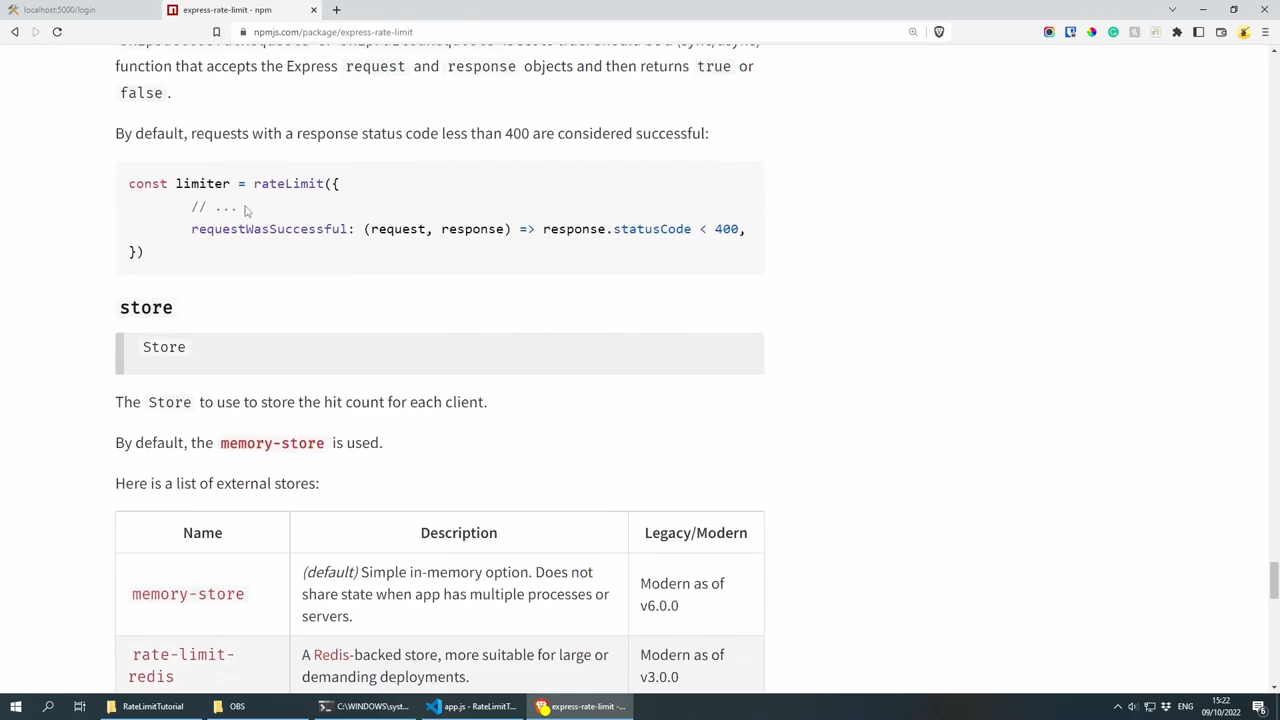 localhost:5000/login
express-rate-limit - npm
npmjs.com/package/express-rate-limit
function that accepts the Express request and response objects and then returns true or
false.
By default, requests with a response status code less than 400 are considered successful:
const limiter = rateLimit({
// ...
requestWasSuccessful: (request, response) => response.statusCode < 400,
})
store
Store
The Store to use to store the hit count for each client.
By default, the memory-store is used.
Here is a list of external stores:
Name Description Legacy/Modern
memory-store
(default) Simple in-memory option. Does not
share state when app has multiple processes or
servers.
Modern as of
v6.0.0
rate-limit-
redis
A Redis-backed store, more suitable for large or
demanding deployments.
Modern as of
v3.0.0
RateLimitTutorial
OBS
C:\WINDOWS\syst...
app.js - RateLimitT...
express-rate-limit -...
ENG
15:22
09/10/2022
6